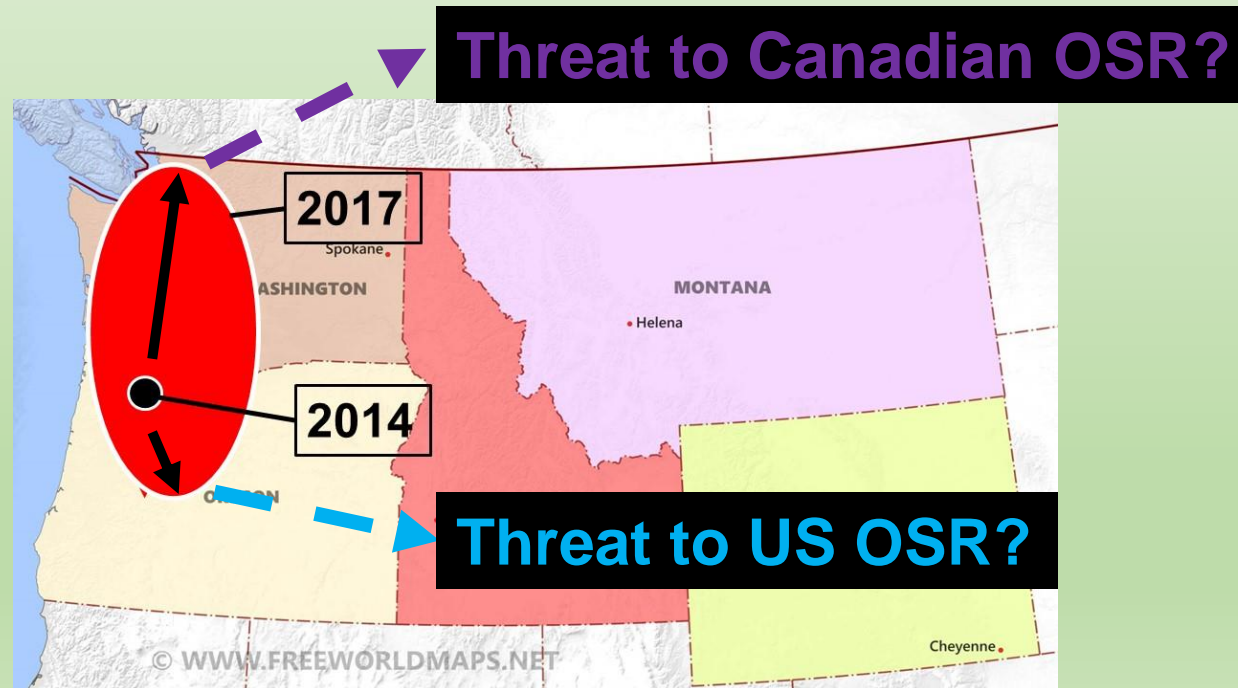 Threat to Canadian OSR?
2017
Spokane
ASHINGTON
MONTANA
Helena
2014
Threat to US OSR?
Cheyenne
© WWW.FREEWORLDMAPS.NET